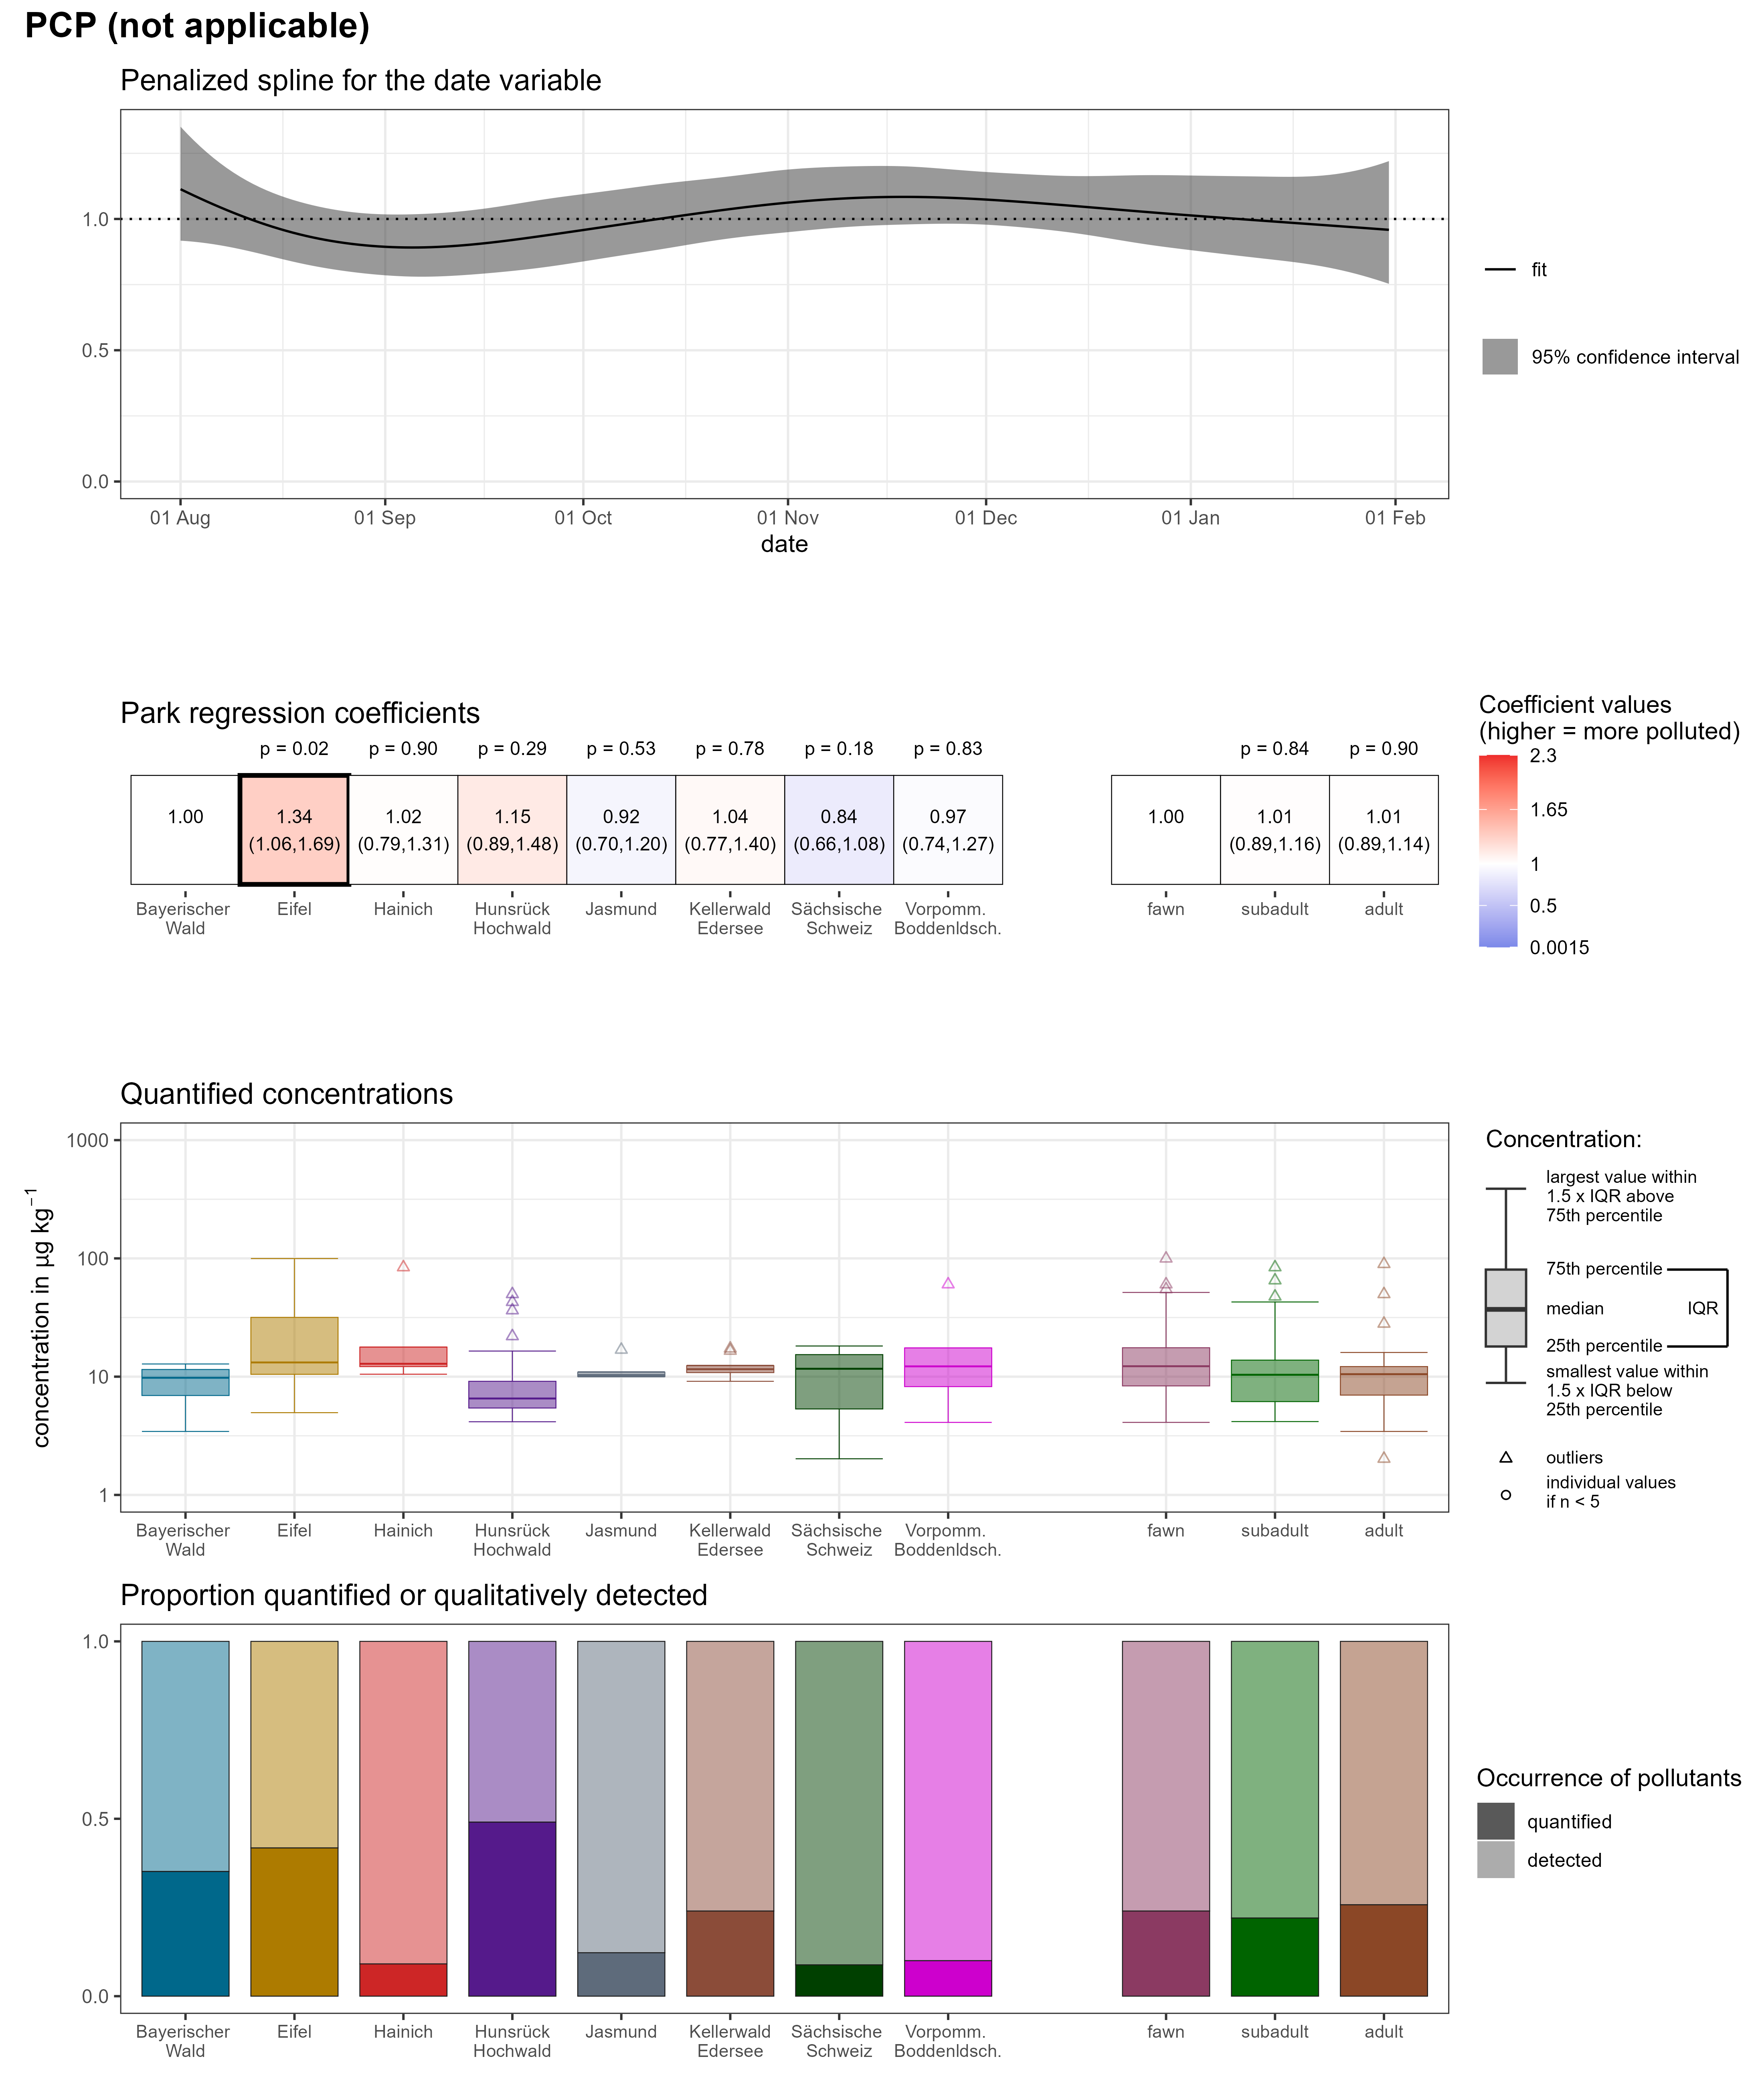 PCP (not applicable)
Penalized spline for the date variable
1.0
0.5
0.0
01 Aug 01 Sep 01 Oct 01 Nov 01 Dec 01 Jan 01 Feb
date
fit
95% confidence interval
Park regression coefficients
p = 0.02 p = 0.90 p = 0.29 p = 0.53 p = 0.78 p = 0.18 p = 0.83 p = 0.84 p = 0.90
1.00 1.34 1.02 1.15 0.92 1.04 0.84 0.97 1.00 1.01 1.01
(1.06,1.69) (0.79,1.31) (0.89,1.48) (0.70,1.20) (0.77,1.40) (0.66,1.08) (0.74,1.27) (0.89,1.16) (0.89,1.14)
Bayerischer Eifel Hainich Hunsrück Jasmund Kellerwald Sächsische Vorpomm. fawn subadult adult
Wald Hochwald Edersee Schweiz Boddenldsch.
Coefficient values
(higher = more polluted)
2.3
1.65
1
0.5
0.0015
Quantified concentrations
concentration in µg kg⁻¹
1000
100
10
1
Bayerischer Eifel Hainich Hunsrück Jasmund Kellerwald Sächsische Vorpomm. fawn subadult adult
Wald Hochwald Edersee Schweiz Boddenldsch.
Concentration:
largest value within
1.5 x IQR above
75th percentile
75th percentile
median IQR
25th percentile
smallest value within
1.5 x IQR below
25th percentile
outliers
individual values
if n < 5
Proportion quantified or qualitatively detected
1.0
0.5
0.0
Bayerischer Eifel Hainich Hunsrück Jasmund Kellerwald Sächsische Vorpomm. fawn subadult adult
Wald Hochwald Edersee Schweiz Boddenldsch.
Occurrence of pollutants
quantified
detected